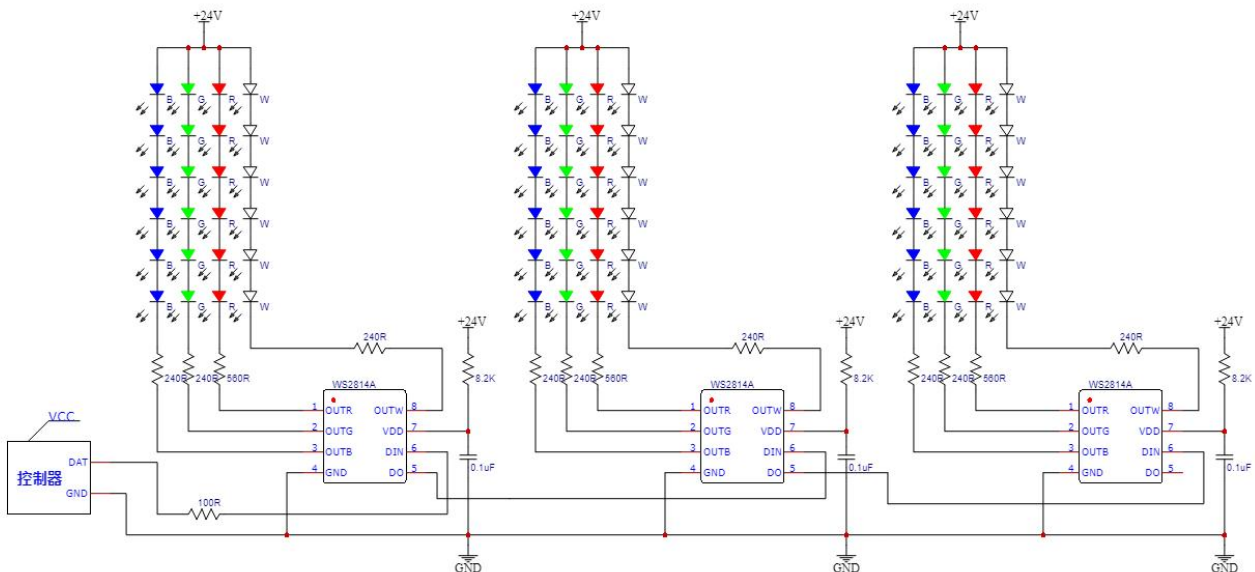 +24V +24V +24V
B G R W B G R W B G R W
B G R W B G R W B G R W
B G R W B G R W B G R W
B G R W B G R W B G R W
B G R W B G R W B G R W
B G R W B G R W B G R W
+24V +24V +24V
240R 240R 240R
240R 240R 560R 8.2K 240R 240R 560R 8.2K 240R 240R 560R 8.2K
WS2814A WS2814A WS2814A
1 OUTR OUTW 8 1 OUTR OUTW 8 1 OUTR OUTW 8
VCC 2 OUTG VDD 7 2 OUTG VDD 7 2 OUTG VDD 7
3 OUTB DIN 6 3 OUTB DIN 6 3 OUTB DIN 6
DAT 4 GND DO 5 0.1uF 4 GND DO 5 0.1uF 4 GND DO 5 0.1uF
控制器
GND
100R
GND GND GND